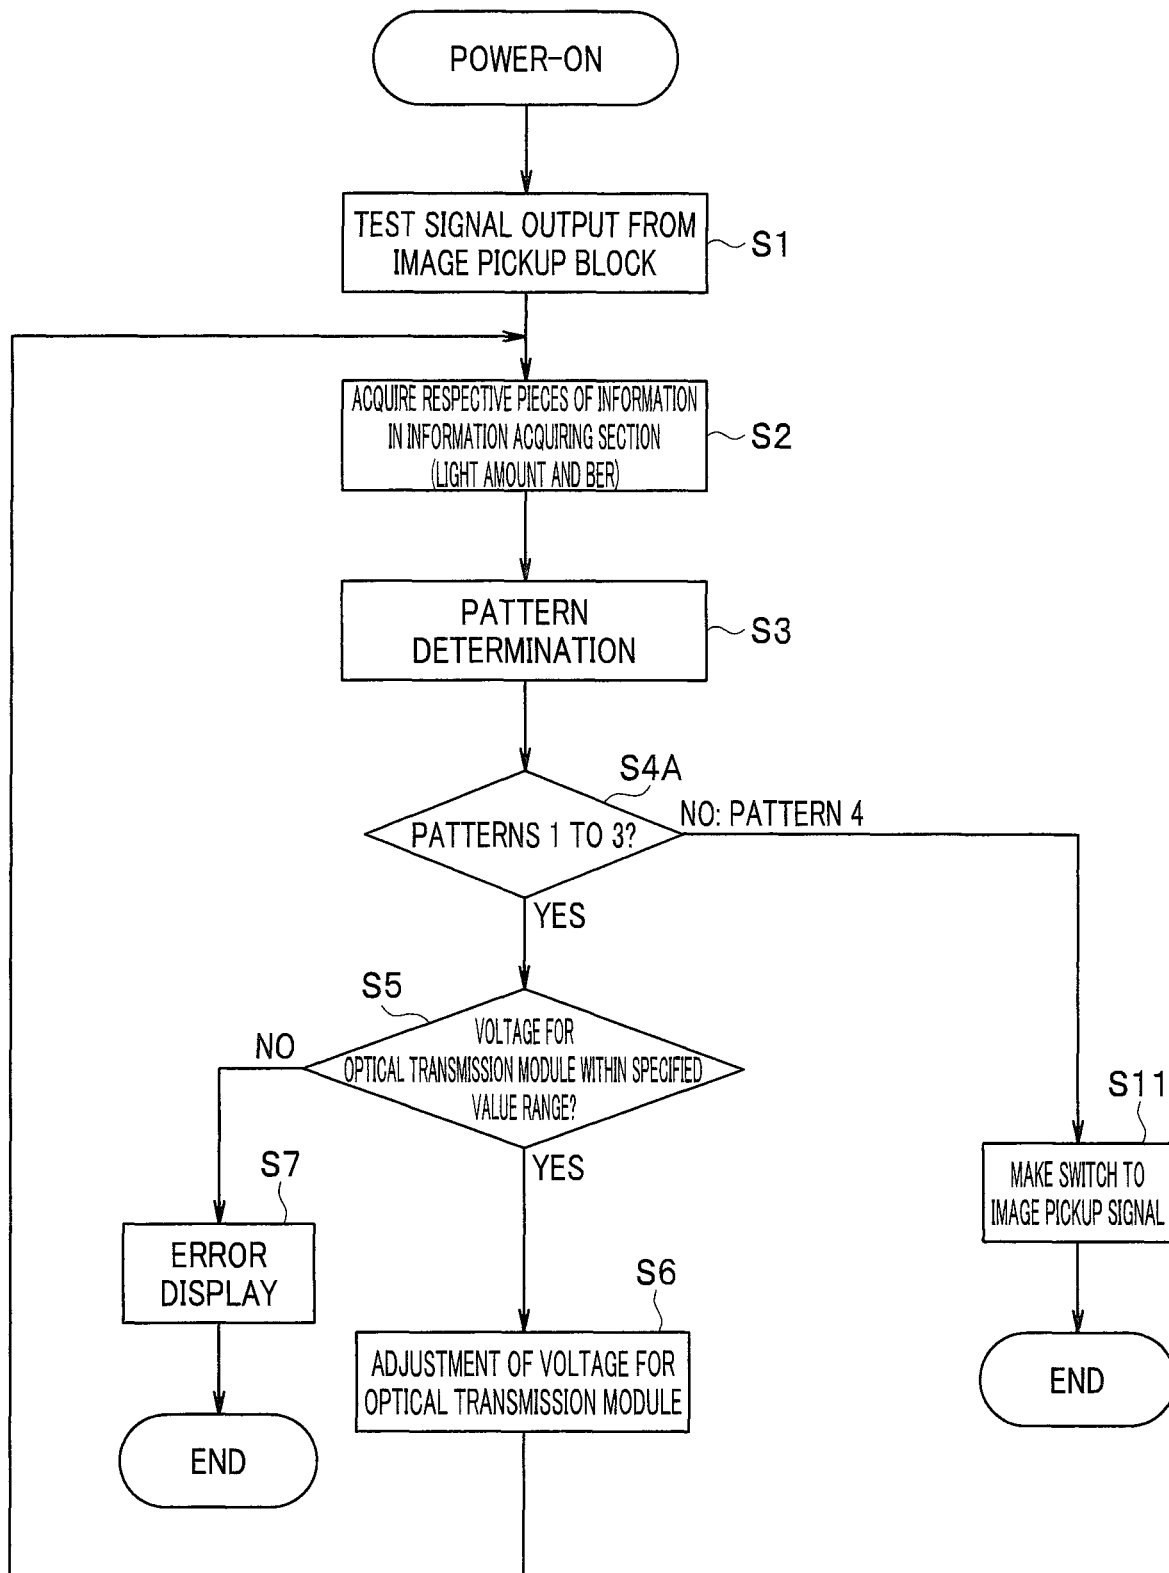 POWER-ON
TEST SIGNAL OUTPUT FROM
IMAGE PICKUP BLOCK
S1
ACQUIRE RESPECTIVE PIECES OF INFORMATION
IN INFORMATION ACQUIRING SECTION
(LIGHT AMOUNT AND BER)
S2
PATTERN
DETERMINATION
S3
S4A
PATTERNS 1 TO 3?
NO: PATTERN 4
YES
S5
VOLTAGE FOR
OPTICAL TRANSMISSION MODULE WITHIN SPECIFIED
VALUE RANGE?
NO
YES
S7
ERROR
DISPLAY
END
S6
ADJUSTMENT OF VOLTAGE FOR
OPTICAL TRANSMISSION MODULE
S11
MAKE SWITCH TO
IMAGE PICKUP SIGNAL
END